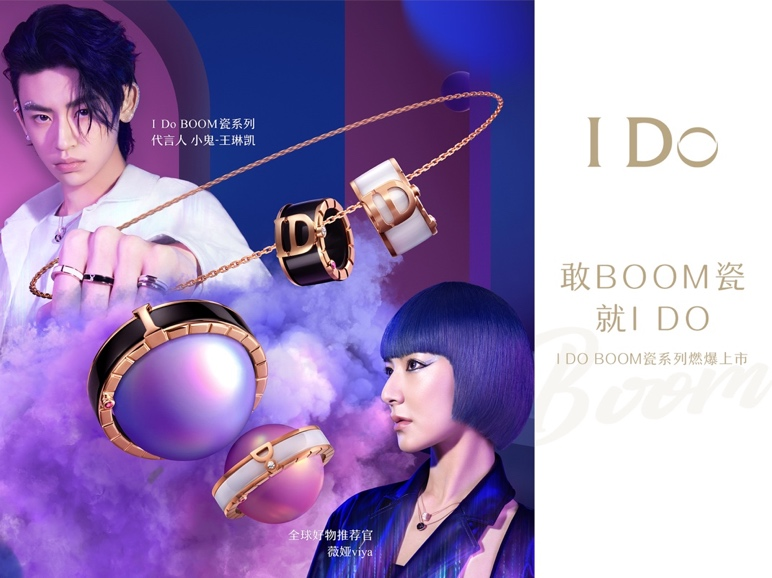 I Do BOOM瓷系列
代言人 小鬼-王琳凯
全球好物推荐官
薇娅viya
I DO
敢BOOM瓷
就I DO
I DO BOOM瓷系列燃爆上市
Boom